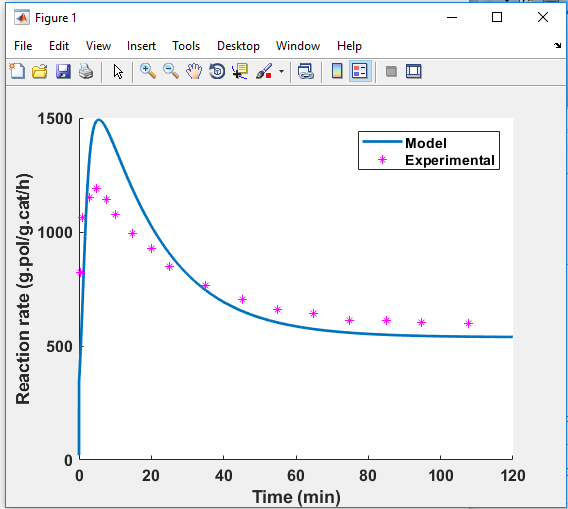 Figure 1
File Edit View Insert Tools Desktop Window Help
1500
1000
500
0
Reaction rate (g.pol/g.cat/h)
Model
Experimental
0 20 40 60 80 100 120
Time (min)